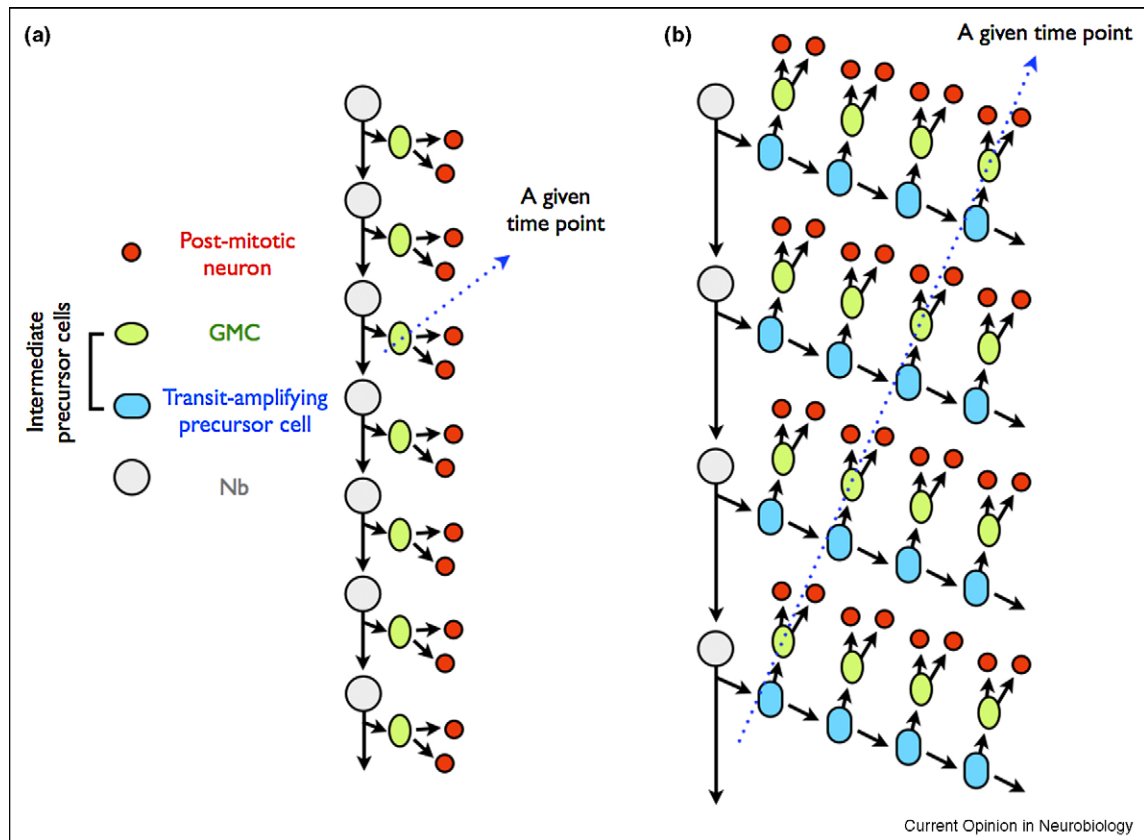 (a)
A given
time point
Post-mitotic
neuron
GMC
Transit-amplifying
precursor cell
Nb
Intermediate
precursor cells
(b)
A given time point
Current Opinion in Neurobiology